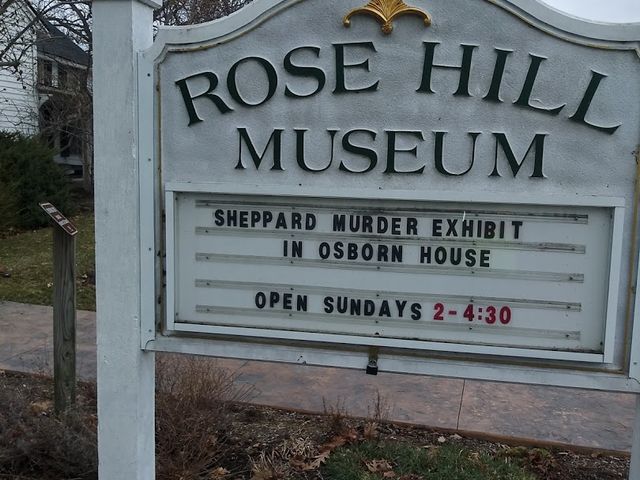 ROSE HILL
MUSEUM
SHEPPARD MURDER EXHIBIT
IN OSBORN HOUSE
OPEN SUNDAYS 2-4:30